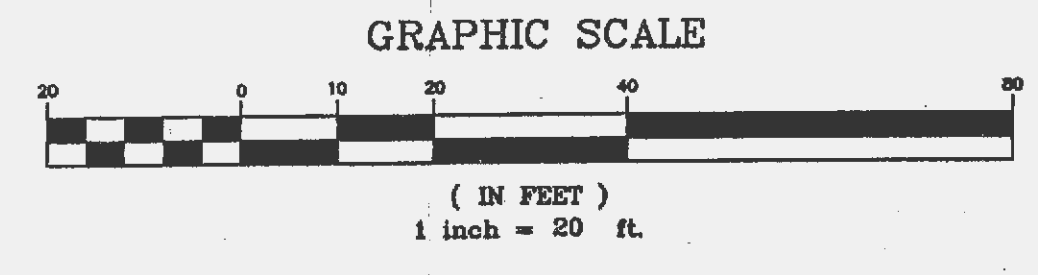 GRAPHIC SCALE
20 0 10 20 40 80
( IN FEET )
1 inch = 20 ft.